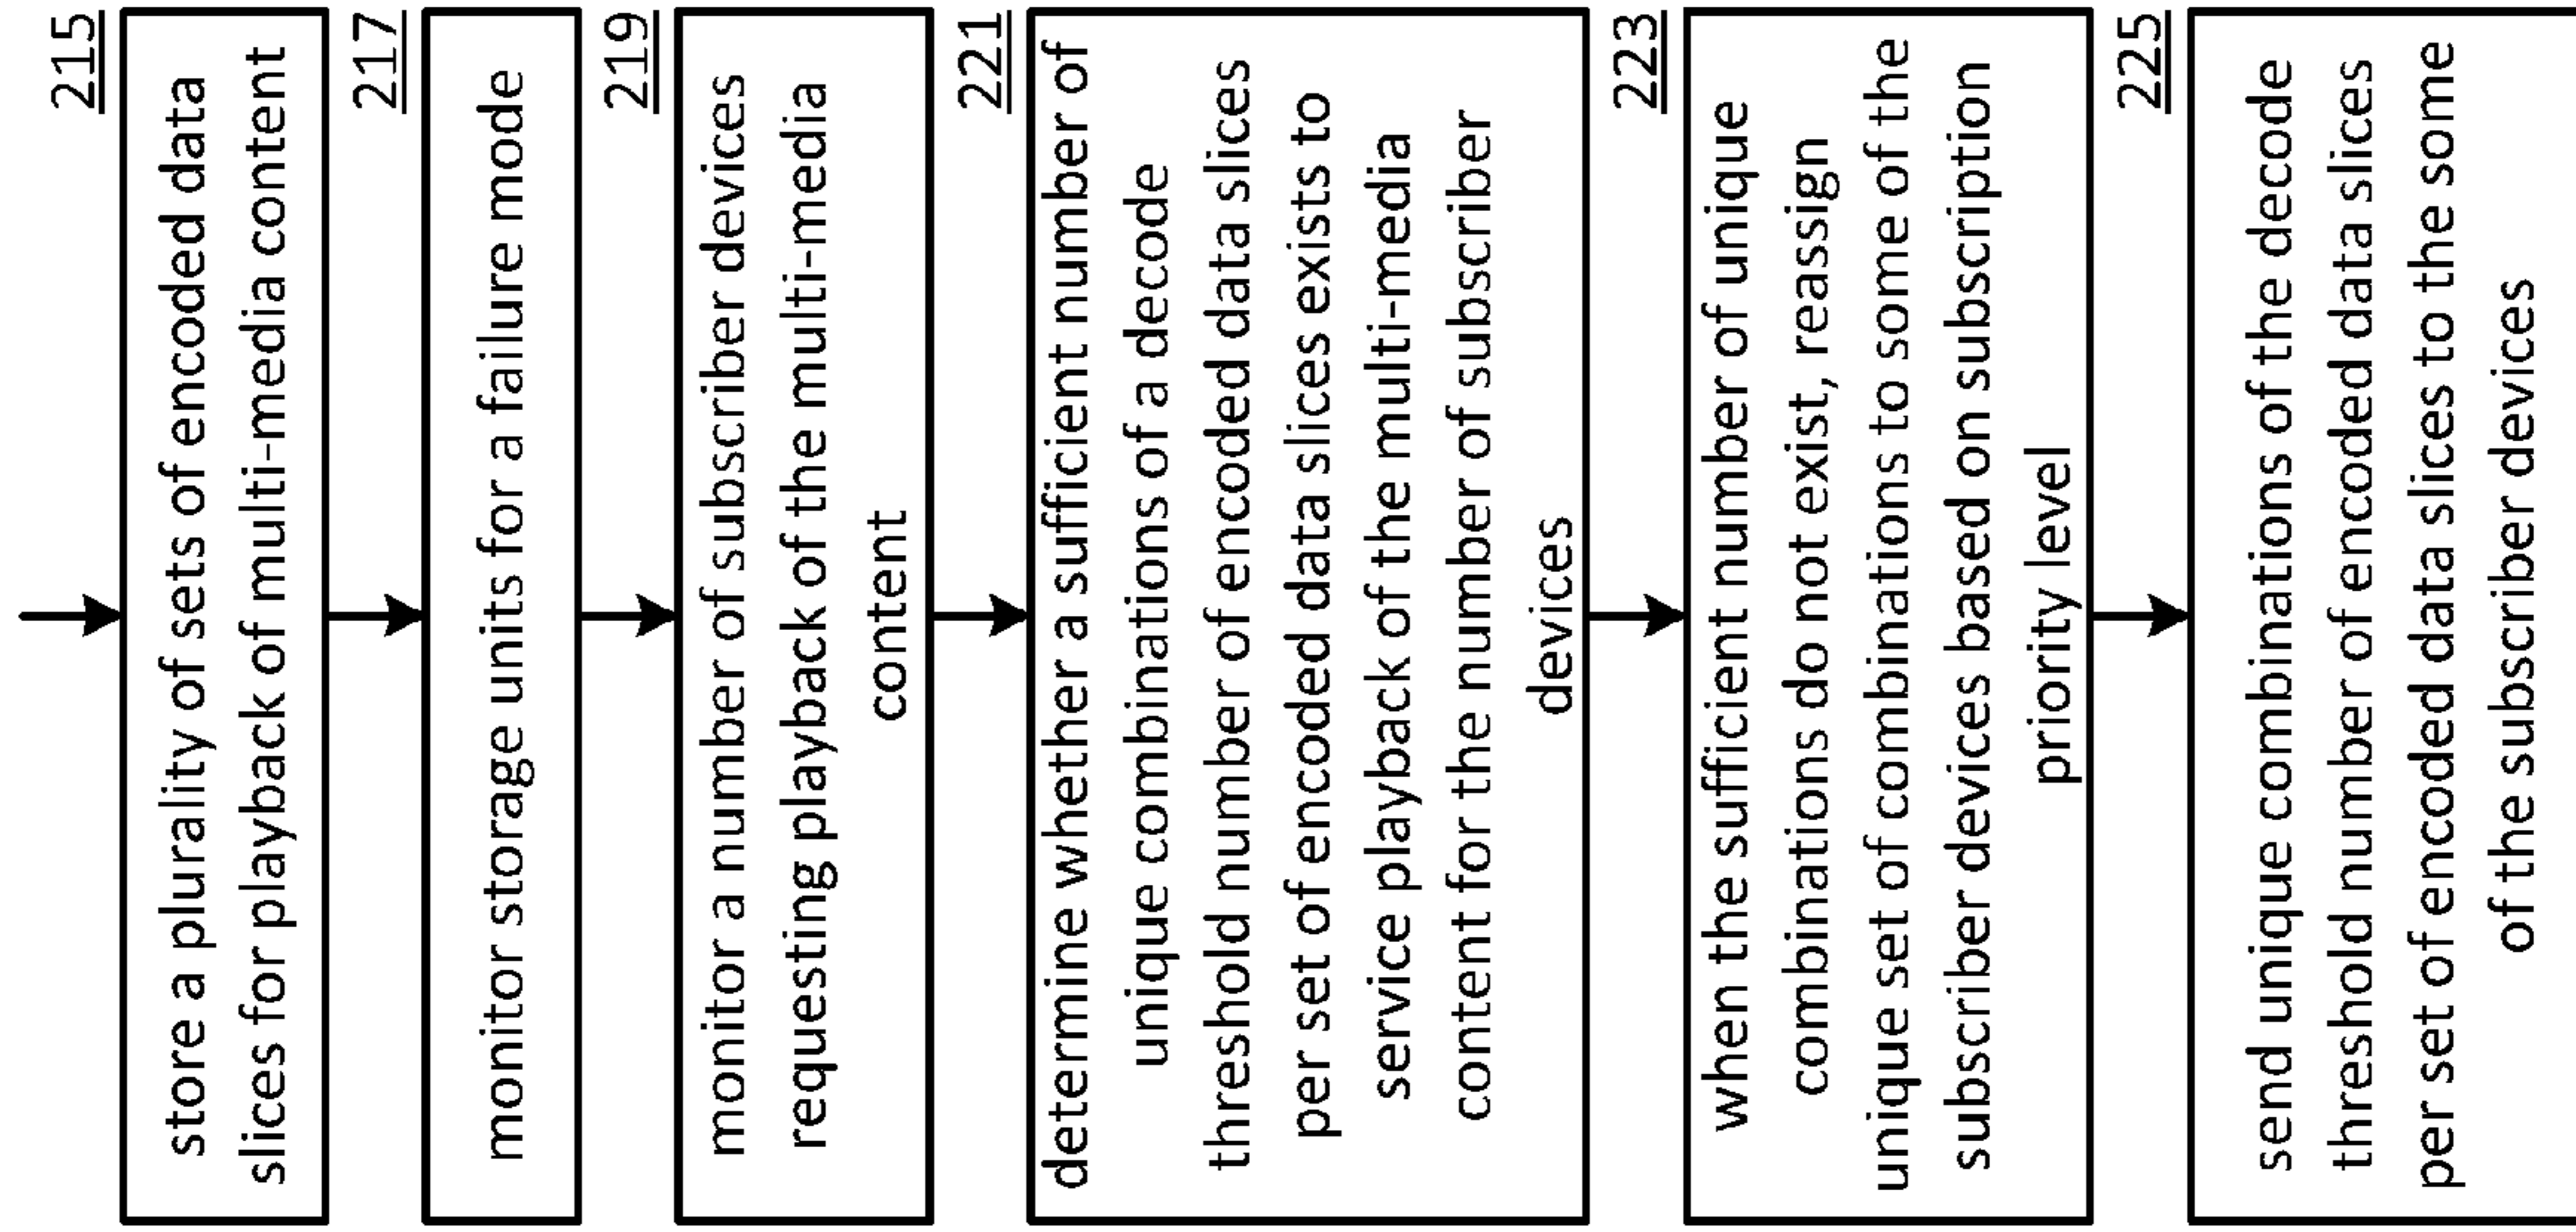 215
store a plurality of sets of encoded data
slices for playback of multi-media content
217
monitor storage units for a failure mode
219
monitor a number of subscriber devices
requesting playback of the multi-media
content
221
determine whether a sufficient number of
unique combinations of a decode
threshold number of encoded data slices
per set of encoded data slices exists to
service playback of the multi-media
content for the number of subscriber
devices
223
when the sufficient number of unique
combinations do not exist, reassign
unique set of combinations to some of the
subscriber devices based on subscription
priority level
225
send unique combinations of the decode
threshold number of encoded data slices
per set of encoded data slices to the some
of the subscriber devices